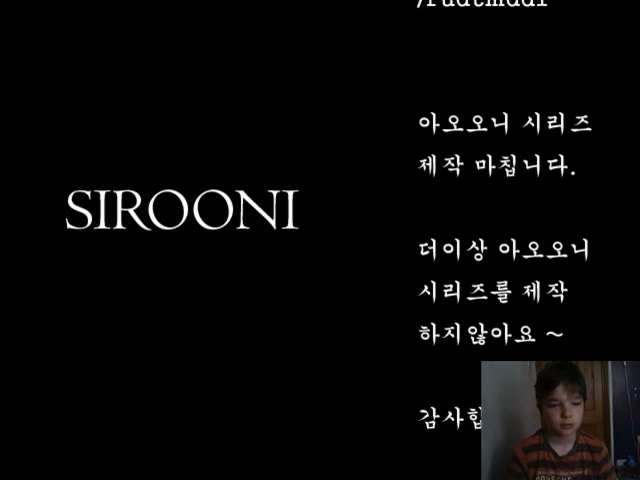 SIROONI
아오오니 시리즈
제작 마칩니다.
더이상 아오오니
시리즈를 제작
하지않아요 ~